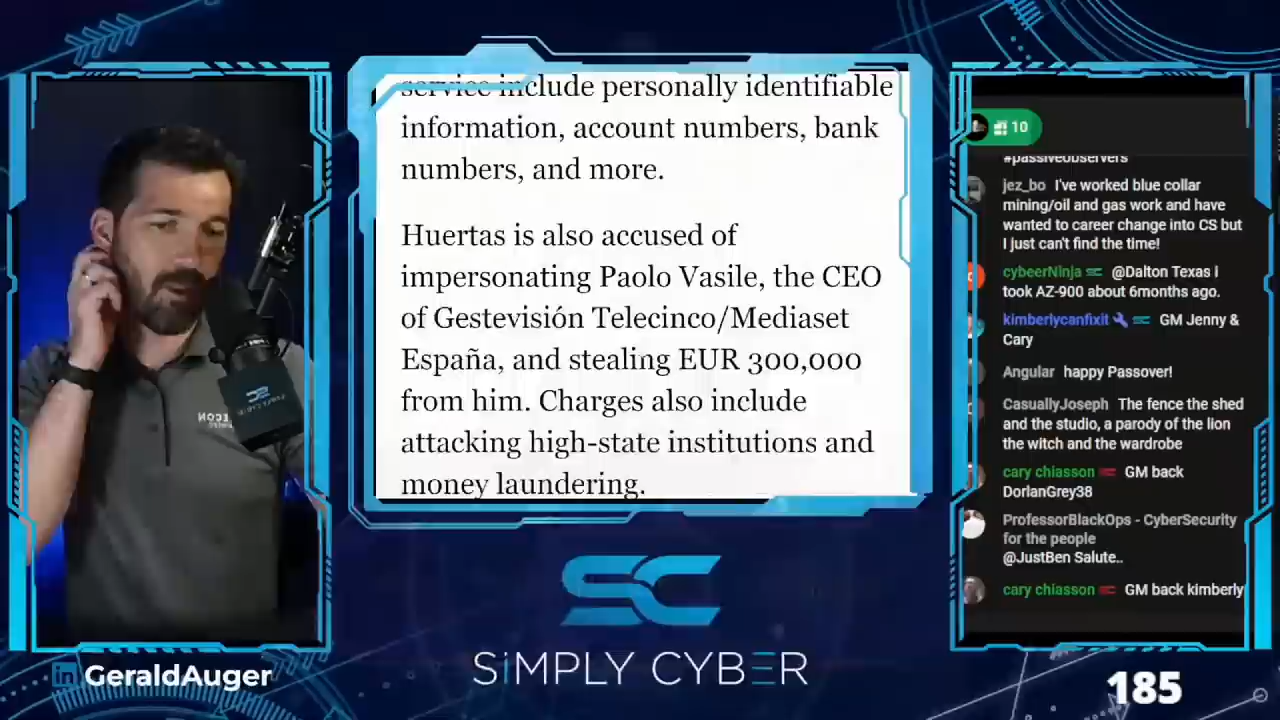 service include personally identifiable
information, account numbers, bank
numbers, and more.
Huertas is also accused of
impersonating Paolo Vasile, the CEO
of Gestevisión Telecinco/Mediaset
España, and stealing EUR 300,000
from him. Charges also include
attacking high-state institutions and
money laundering.
10
#passiveobservers
jez_bo I've worked blue collar
mining/oil and gas work and have
wanted to career change into CS but
I just can't find the time!
cybeerNinja @Dalton Texas I
took AZ-900 about 6months ago.
kimberlycanfixit GM Jenny &
Cary
Angular happy Passover!
CasuallyJoseph The fence the shed
and the studio, a parody of the lion
the witch and the wardrobe
cary chiasson GM back
DorlanGrey38
ProfessorBlackOps - CyberSecurity
for the people
@JustBen Salute..
cary chiasson GM back kimberly
SC
SiMPLY CYBER
in GeraldAuger
185